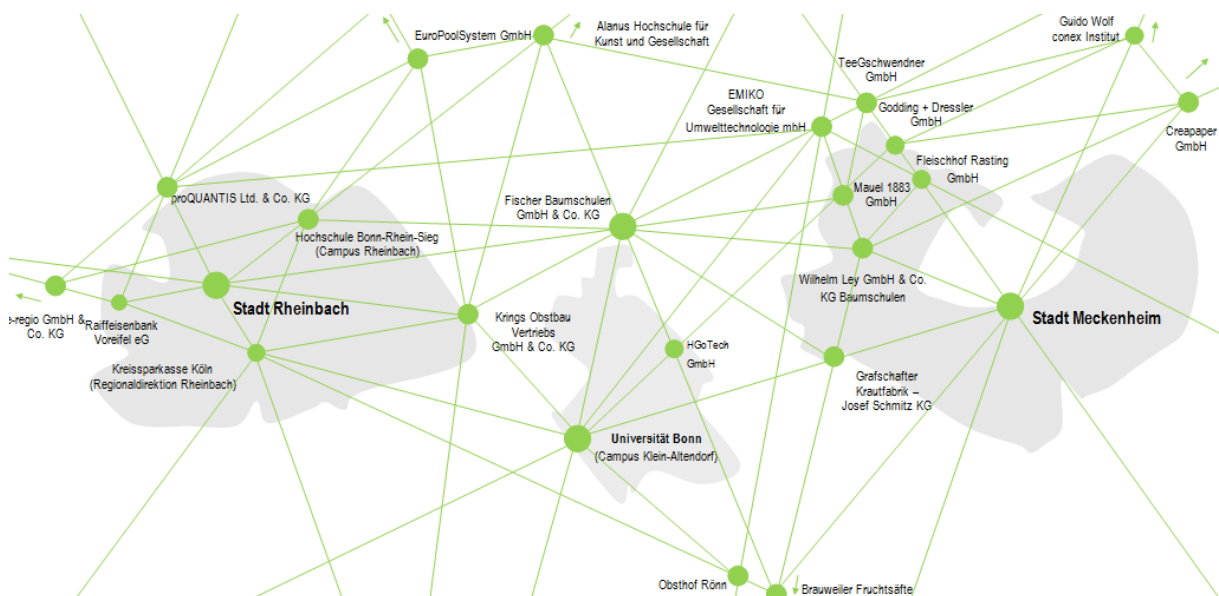 EuroPoolSystem GmbH
Alanus Hochschule für
Kunst und Gesellschaft
Guido Wolf
conex Institut
TeeGschwendner
GmbH
EMIKO
Gesellschaft für
Umwelttechnologie mbH
Godding + Dressler
GmbH
Creapaper
GmbH
Fleischhof Rasting
GmbH
proQUANTIS Ltd. & Co. KG
Fischer Baumschulen
GmbH & Co. KG
Mauel 1883
GmbH
Hochschule Bonn-Rhein-Sieg
(Campus Rheinbach)
Wilhelm Ley GmbH & Co.
KG Baumschulen
Stadt Rheinbach
e-regio GmbH &
Co. KG
Raiffeisenbank
Voreifel eG
Krings Obstbau
Vertriebs
GmbH & Co. KG
Stadt Meckenheim
HGoTech
GmbH
Kreissparkasse Köln
(Regionaldirektion Rheinbach)
Grafschafter
Krautfabrik –
Josef Schmitz KG
Universität Bonn
(Campus Klein-Altendorf)
Obsthof Rönn
Brauweiler Fruchtsäfte